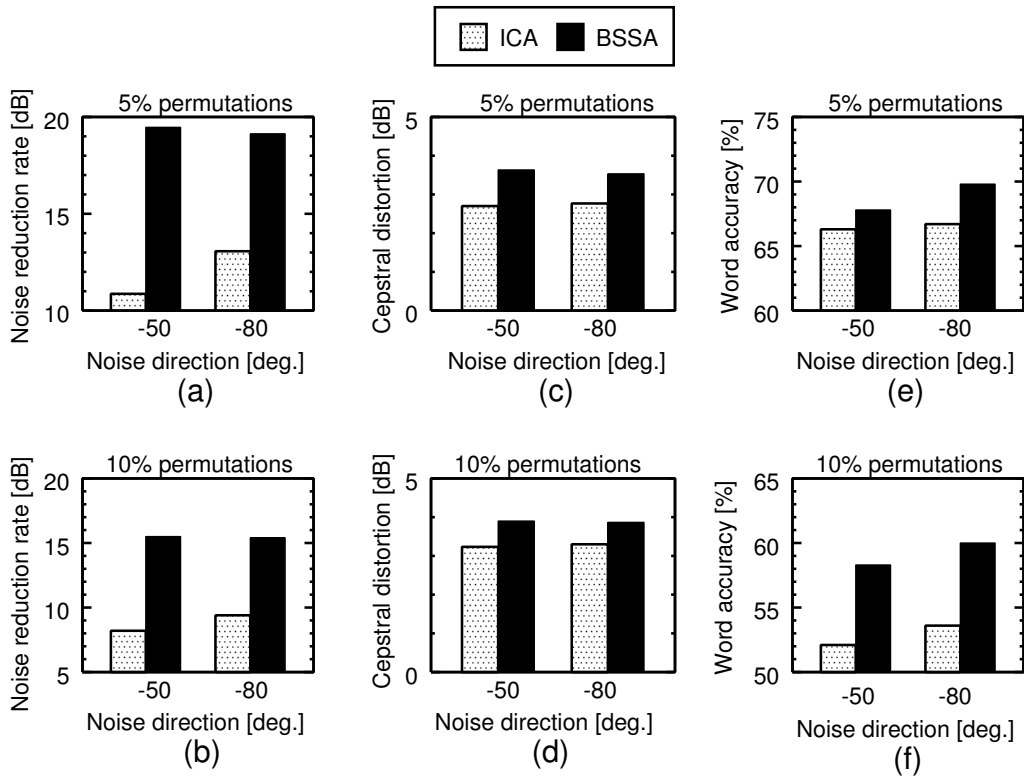 ICA BSSA
5% permutations
Noise reduction rate [dB]
20
13
10
-50 -80
Noise direction [deg.]
(a)
5% permutations
Cepstral distortion [dB]
5
0
-50 -80
Noise direction [deg.]
(c)
5% permutations
Word accuracy [%]
75
70
65
60
-50 -80
Noise direction [deg.]
(e)
10% permutations
Noise reduction rate [dB]
20
15
10
5
-50 -80
Noise direction [deg.]
(b)
10% permutations
Cepstral distortion [dB]
5
0
-50 -80
Noise direction [deg.]
(d)
10% permutations
Word accuracy [%]
65
60
53
50
-50 -80
Noise direction [deg.]
(f)